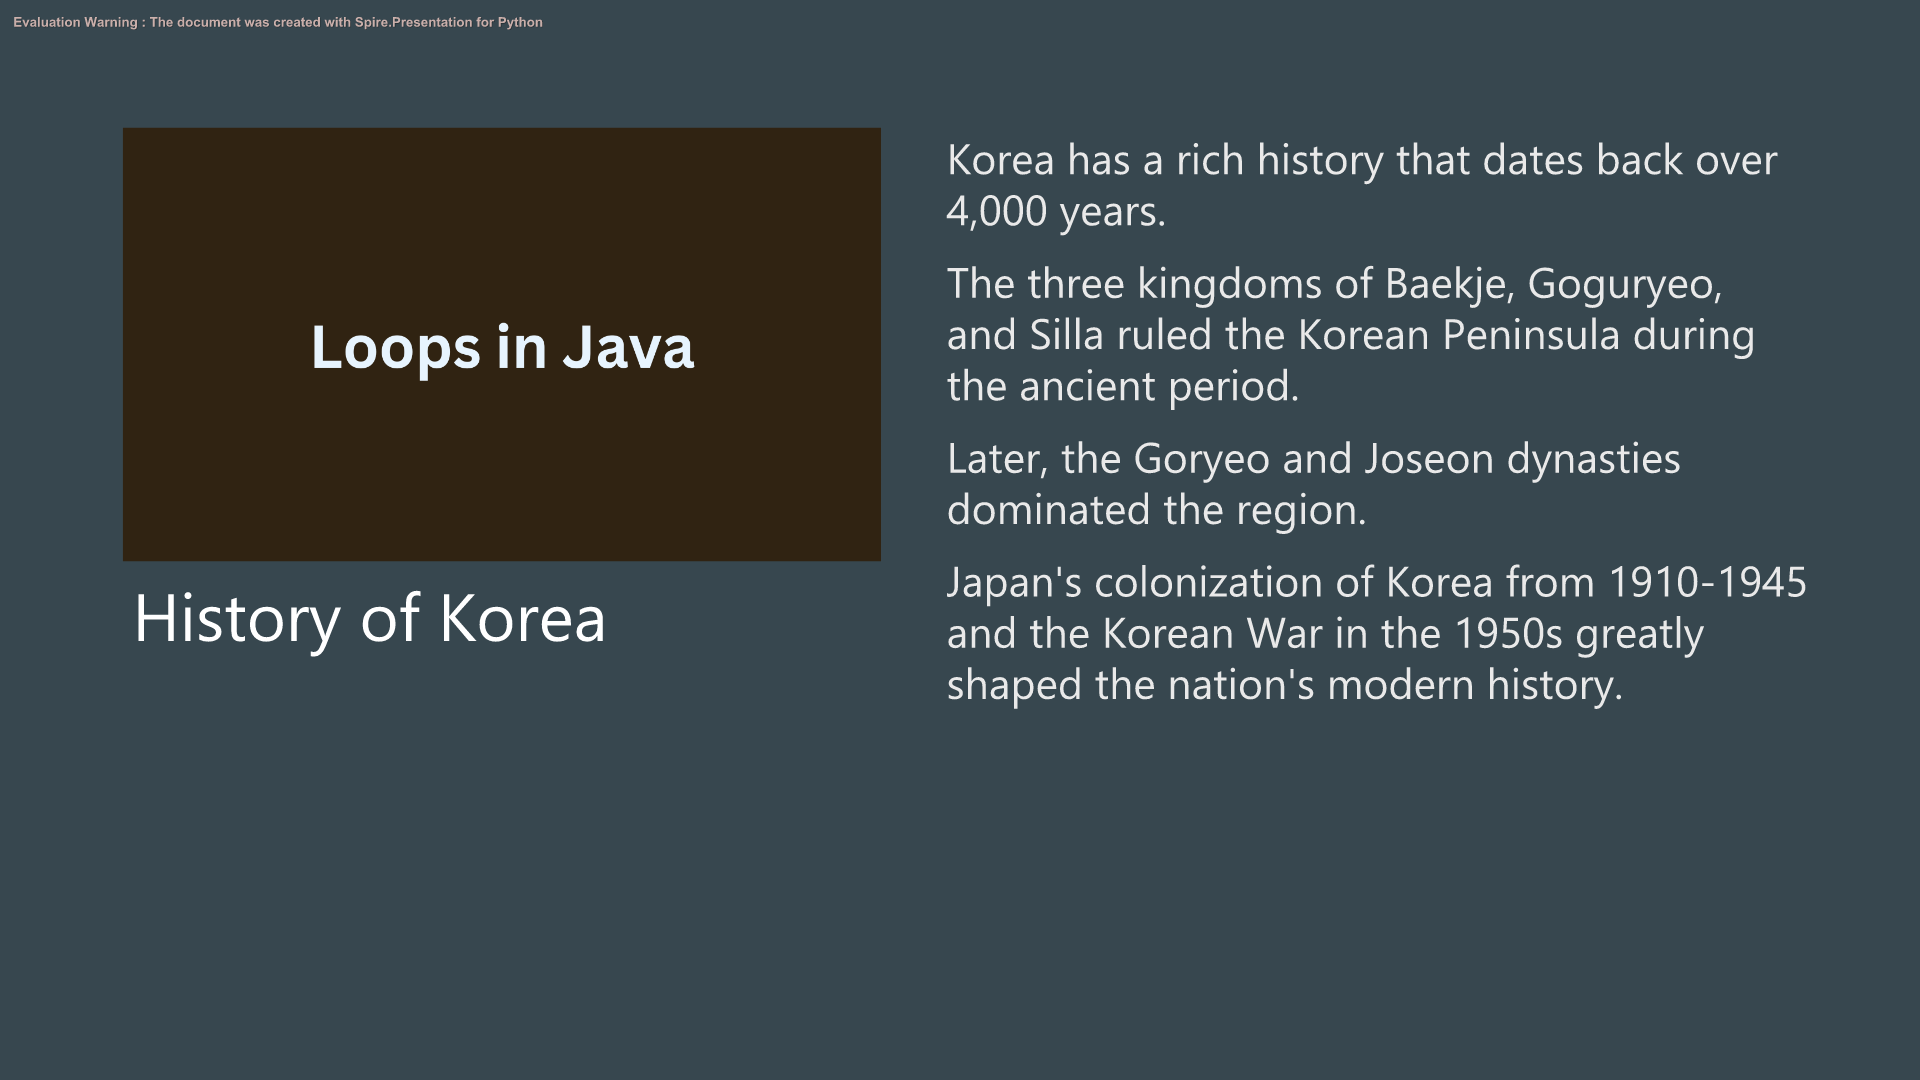 Evaluation Warning : The document was created with Spire.Presentation for Python
Loops in Java
History of Korea
Korea has a rich history that dates back over
4,000 years.
The three kingdoms of Baekje, Goguryeo,
and Silla ruled the Korean Peninsula during
the ancient period.
Later, the Goryeo and Joseon dynasties
dominated the region.
Japan's colonization of Korea from 1910-1945
and the Korean War in the 1950s greatly
shaped the nation's modern history.